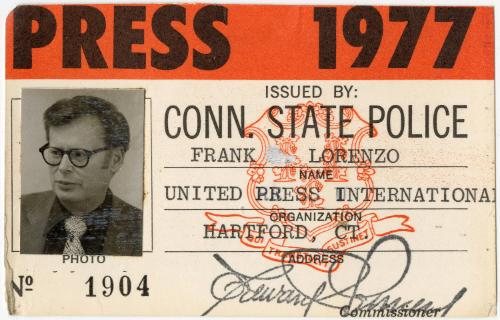 PRESS 1977
ISSUED BY:
CONN. STATE POLICE
FRANK LORENZO
NAME
UNITED PRESS INTERNATIONAL
ORGANIZATION
HARTFORD, CT.
ADDRESS
PHOTO
Nº 1904
Commissioner